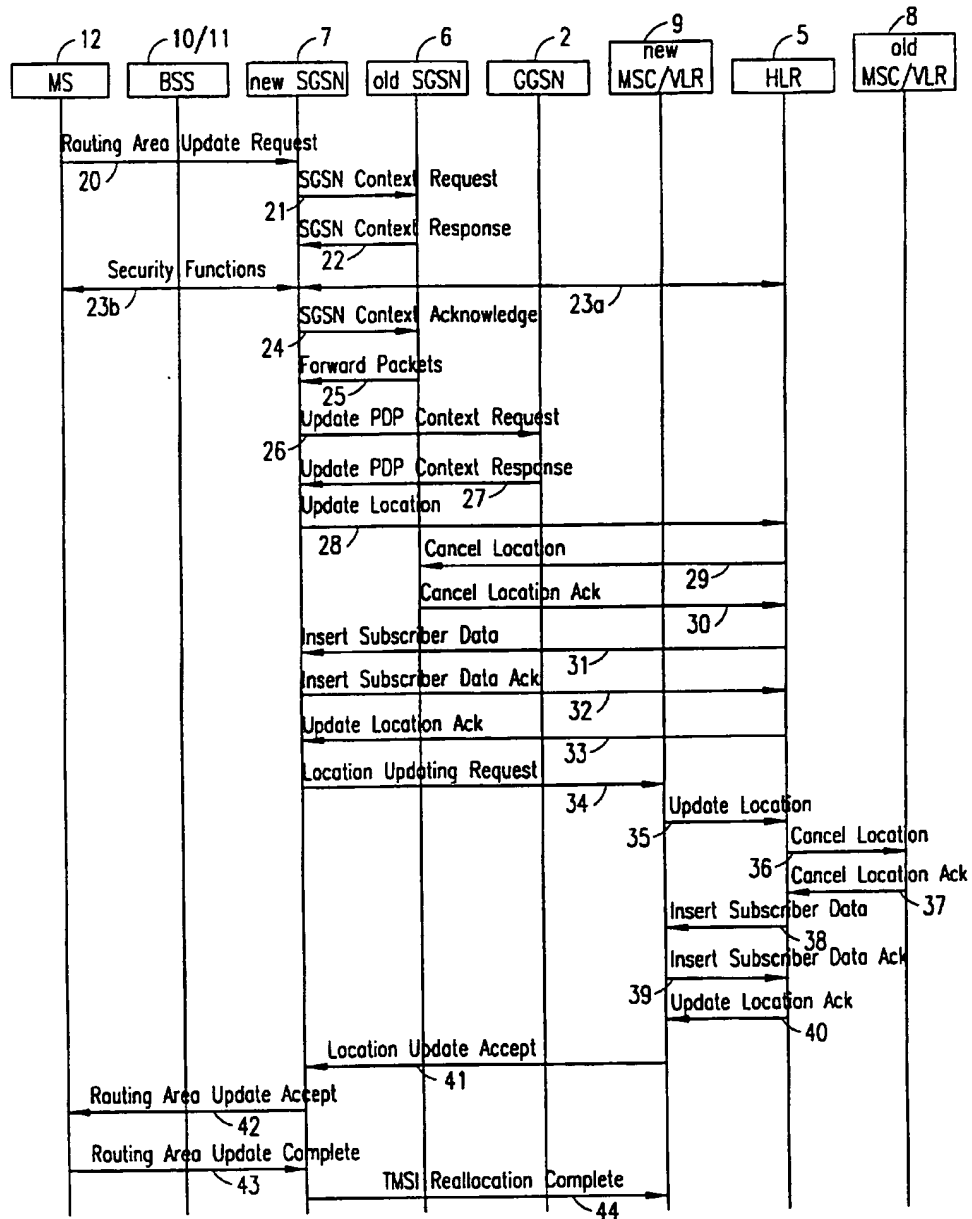 12 10/11 7 6 2 9 5 8
MS BSS new SGSN old SGSN GGSN new MSC/VLR HLR old MSC/VLR
Routing Area Update Request
20
SGSN Context Request
21
SGSN Context Response
22
Security Functions
23b
23a
SGSN Context Acknowledge
24
Forward Packets
25
Update PDP Context Request
26
Update PDP Context Response
27
Update Location
28
Cancel Location
29
Cancel Location Ack
30
Insert Subscriber Data
31
Insert Subscriber Data Ack
32
Update Location Ack
33
Location Updating Request
34
Update Location
35
Cancel Location
36
Cancel Location Ack
37
Insert Subscriber Data
38
Insert Subscriber Data Ack
39
Update Location Ack
40
Location Update Accept
41
Routing Area Update Accept
42
Routing Area Update Complete
43
TMSI Reallocation Complete
44